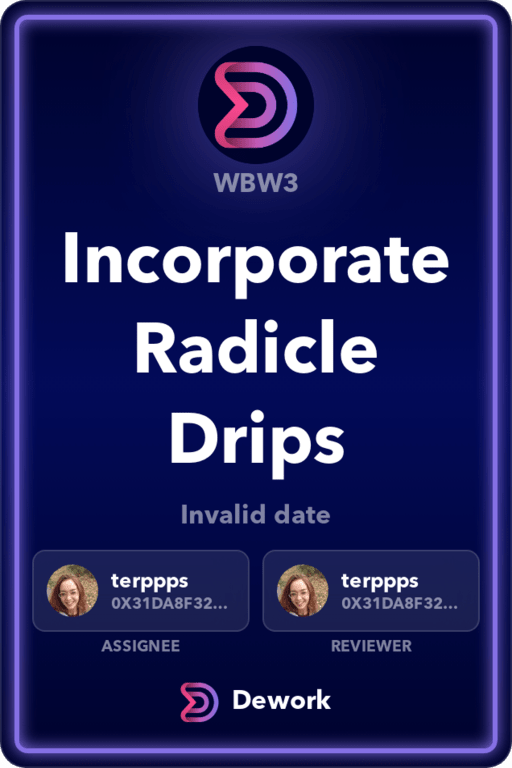 WBW3
Incorporate
Radicle
Drips
Invalid date
terppps
0X31DA8F32...
ASSIGNEE
terppps
0X31DA8F32...
REVIEWER
Dework